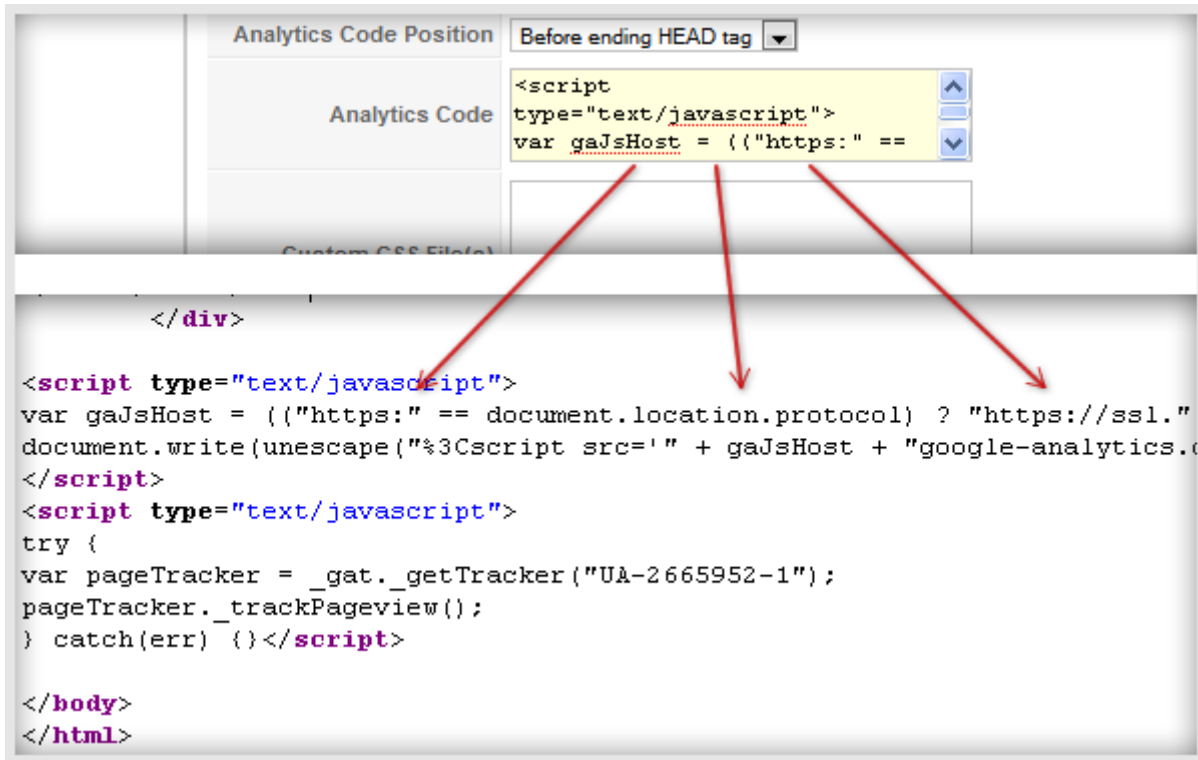 Analytics Code Position Before ending HEAD tag
Analytics Code
<script
type="text/javascript">
var gaJsHost = (("https:" ==
Custom CSS File(s)
</div>
<script type="text/javascript">
var gaJsHost = (("https:" == document.location.protocol) ? "https://ssl."
document.write(unescape("%3Cscript src='" + gaJsHost + "google-analytics.
</script>
<script type="text/javascript">
try {
var pageTracker = _gat._getTracker("UA-2665952-1");
pageTracker._trackPageview();
} catch(err) {}</script>
</body>
</html>